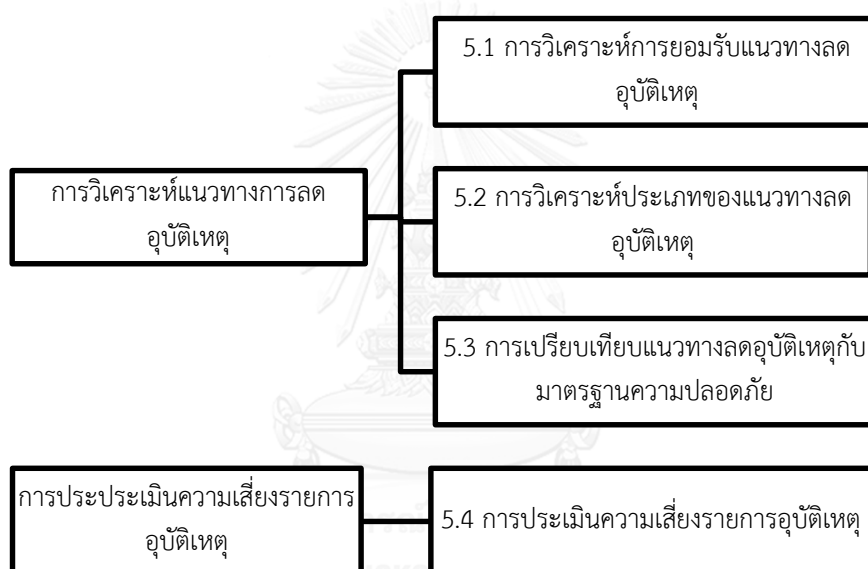 5.1 การวิเคราะห์การยอมรับแนวทางลด
อุบัติเหตุ
การวิเคราะห์แนวทางการลด
อุบัติเหตุ
5.2 การวิเคราะห์ประเภทของแนวทางลด
อุบัติเหตุ
5.3 การเปรียบเทียบแนวทางลดอุบัติเหตุกับ
มาตรฐานความปลอดภัย
การประประเมินความเสี่ยงรายการ
อุบัติเหตุ
5.4 การประเมินความเสี่ยงรายการอุบัติเหตุ